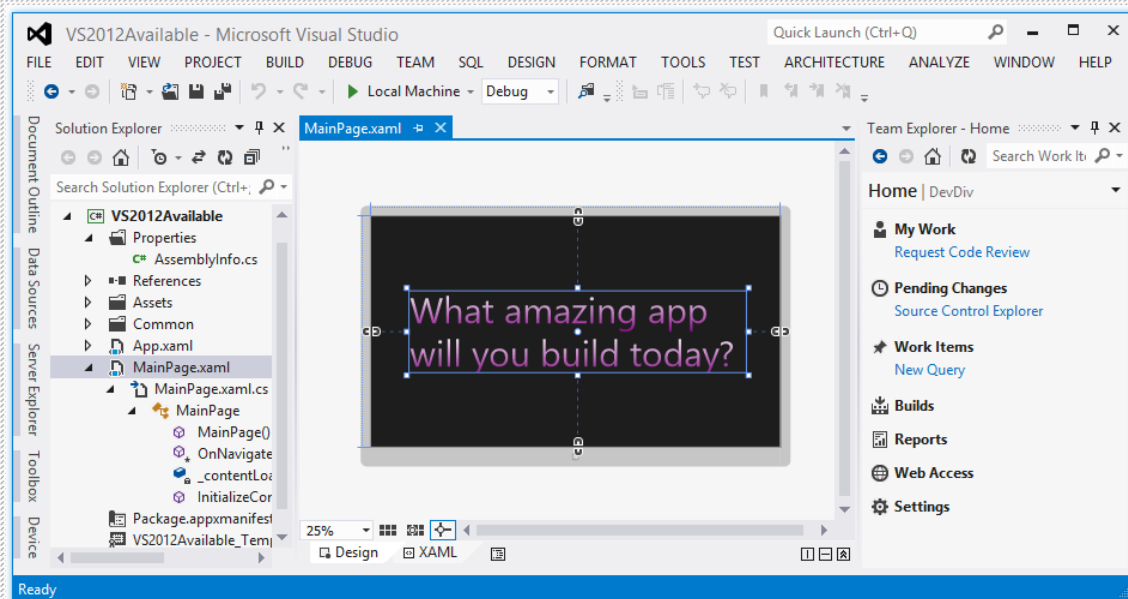 VS2012Available - Microsoft Visual Studio
Quick Launch (Ctrl+Q)
FILE EDIT VIEW PROJECT BUILD DEBUG TEAM SQL DESIGN FORMAT TOOLS TEST ARCHITECTURE ANALYZE WINDOW HELP
Local Machine Debug
Document Outline
Data Sources
Server Explorer
Toolbox
Device
Solution Explorer
Search Solution Explorer (Ctrl+;
C# VS2012Available
Properties
C# AssemblyInfo.cs
References
Assets
Common
App.xaml
MainPage.xaml
MainPage.xaml.cs
MainPage
MainPage()
OnNavigate
_contentLoa
InitializeCor
Package.appxmanifest
VS2012Available_Temp
MainPage.xaml
What amazing app
will you build today?
25%
Design XAML
Team Explorer - Home
Search Work Ite
Home | DevDiv
My Work
Request Code Review
Pending Changes
Source Control Explorer
Work Items
New Query
Builds
Reports
Web Access
Settings
Ready